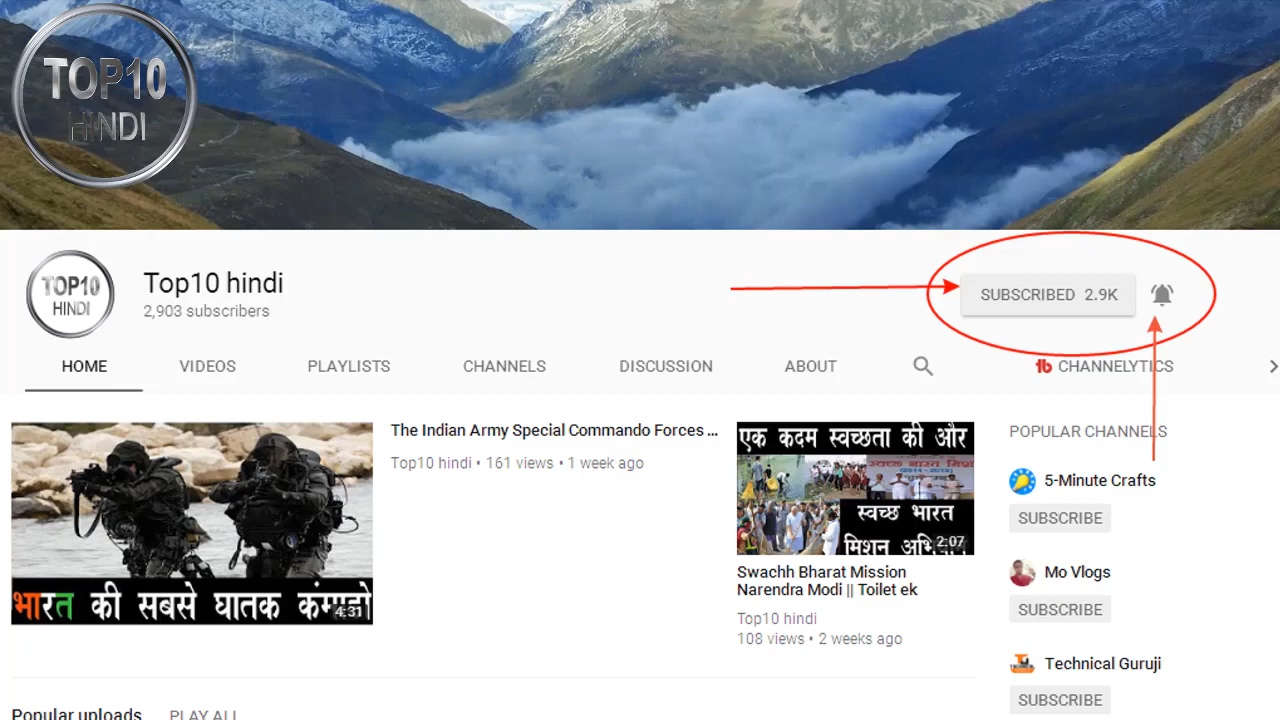 TOP10
HINDI
TOP10
HINDI
Top10 hindi
2,903 subscribers
SUBSCRIBED 2.9K
HOME VIDEOS PLAYLISTS CHANNELS DISCUSSION ABOUT CHANNELYTICS
भारत की सबसे घातक कंमाडो
4:31
The Indian Army Special Commando Forces ...
Top10 hindi • 161 views • 1 week ago
एक कदम स्वच्छता की और
स्वच्छ भारत
मिशन अभियान
2:07
Swachh Bharat Mission
Narendra Modi || Toilet ek
Top10 hindi
108 views • 2 weeks ago
POPULAR CHANNELS
5-Minute Crafts
SUBSCRIBE
Mo Vlogs
SUBSCRIBE
Technical Guruji
SUBSCRIBE
Popular uploads PLAY ALL